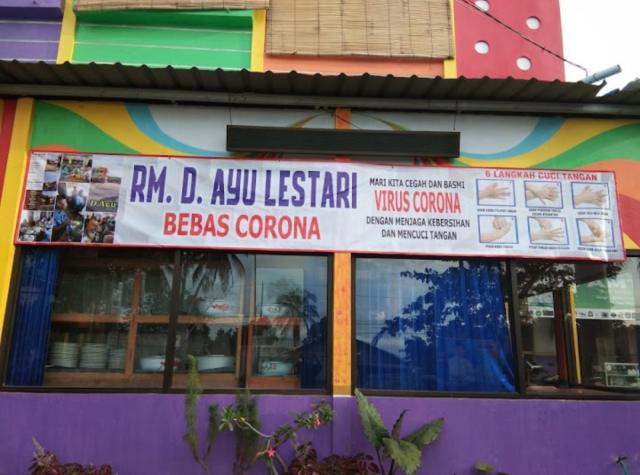 RM. D. AYU LESTARI
BEBAS CORONA
MARI KITA CEGAH DAN BASMI
VIRUS CORONA
DENGAN MENJAGA KEBERSIHAN
DAN MENCUCI TANGAN
6 LANGKAH CUCI TANGAN
D'AYU